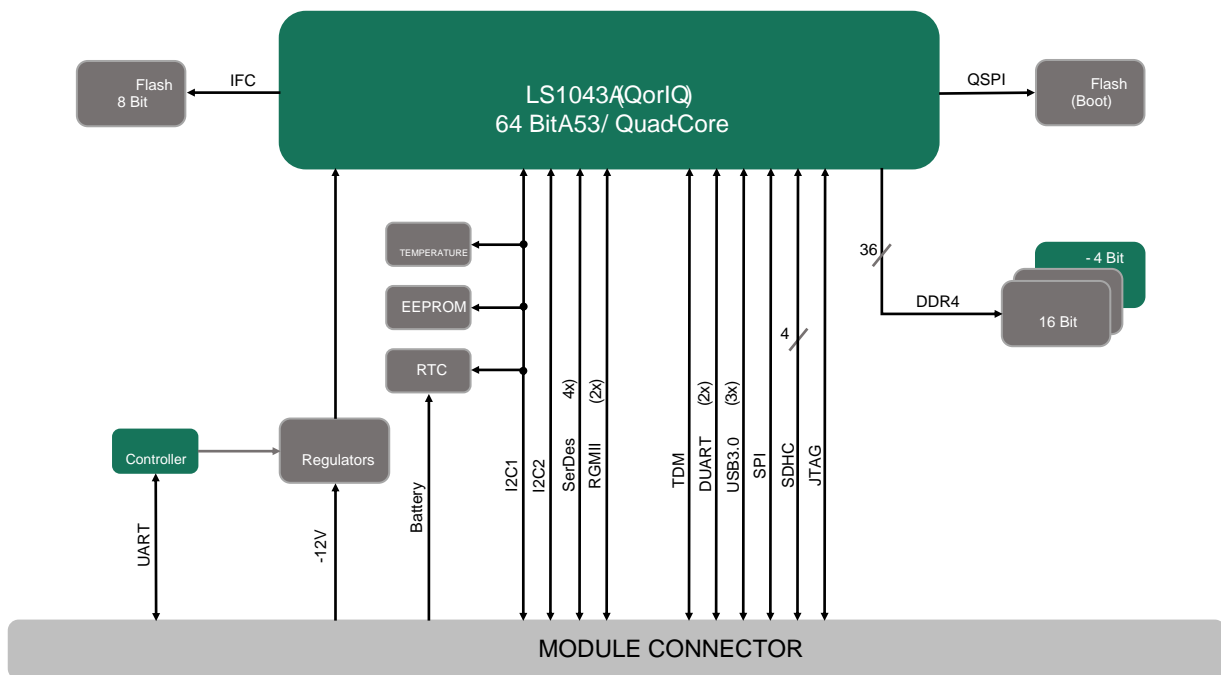 LS1043A(QorIQ)
64 BitA53/ Quad-Core
Flash
8 Bit
IFC
QSPI
Flash
(Boot)
TEMPERATURE
EEPROM
RTC
36
- 4 Bit
DDR4
16 Bit
4
Controller
Regulators
UART
-12V
Battery
I2C1
I2C2
SerDes 4x)
RGMII (2x)
TDM
DUART (2x)
USB3.0 (3x)
SPI
SDHC
JTAG
MODULE CONNECTOR